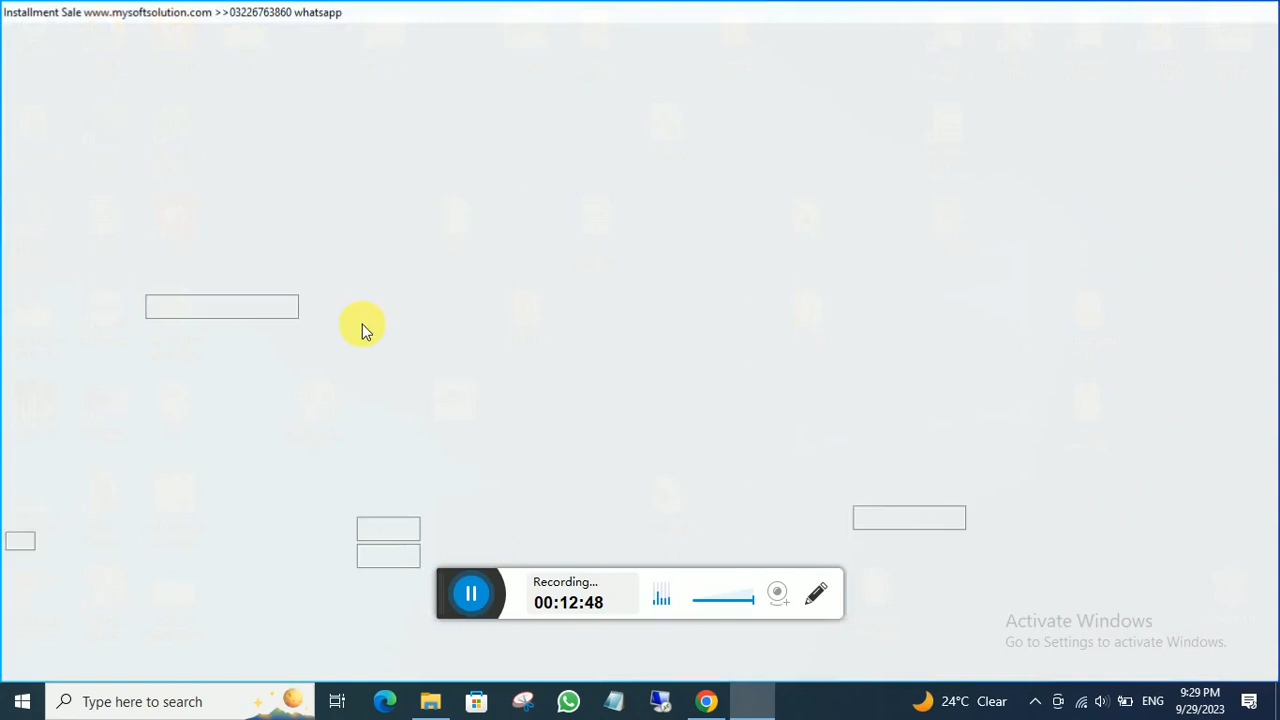 Installment Sale www.mysoftsolution.com >>03226763860 whatsapp
Recording...
00:12:48
Activate Windows
Go to Settings to activate Windows.
Type here to search
24°C Clear
ENG
9:29 PM
9/29/2023